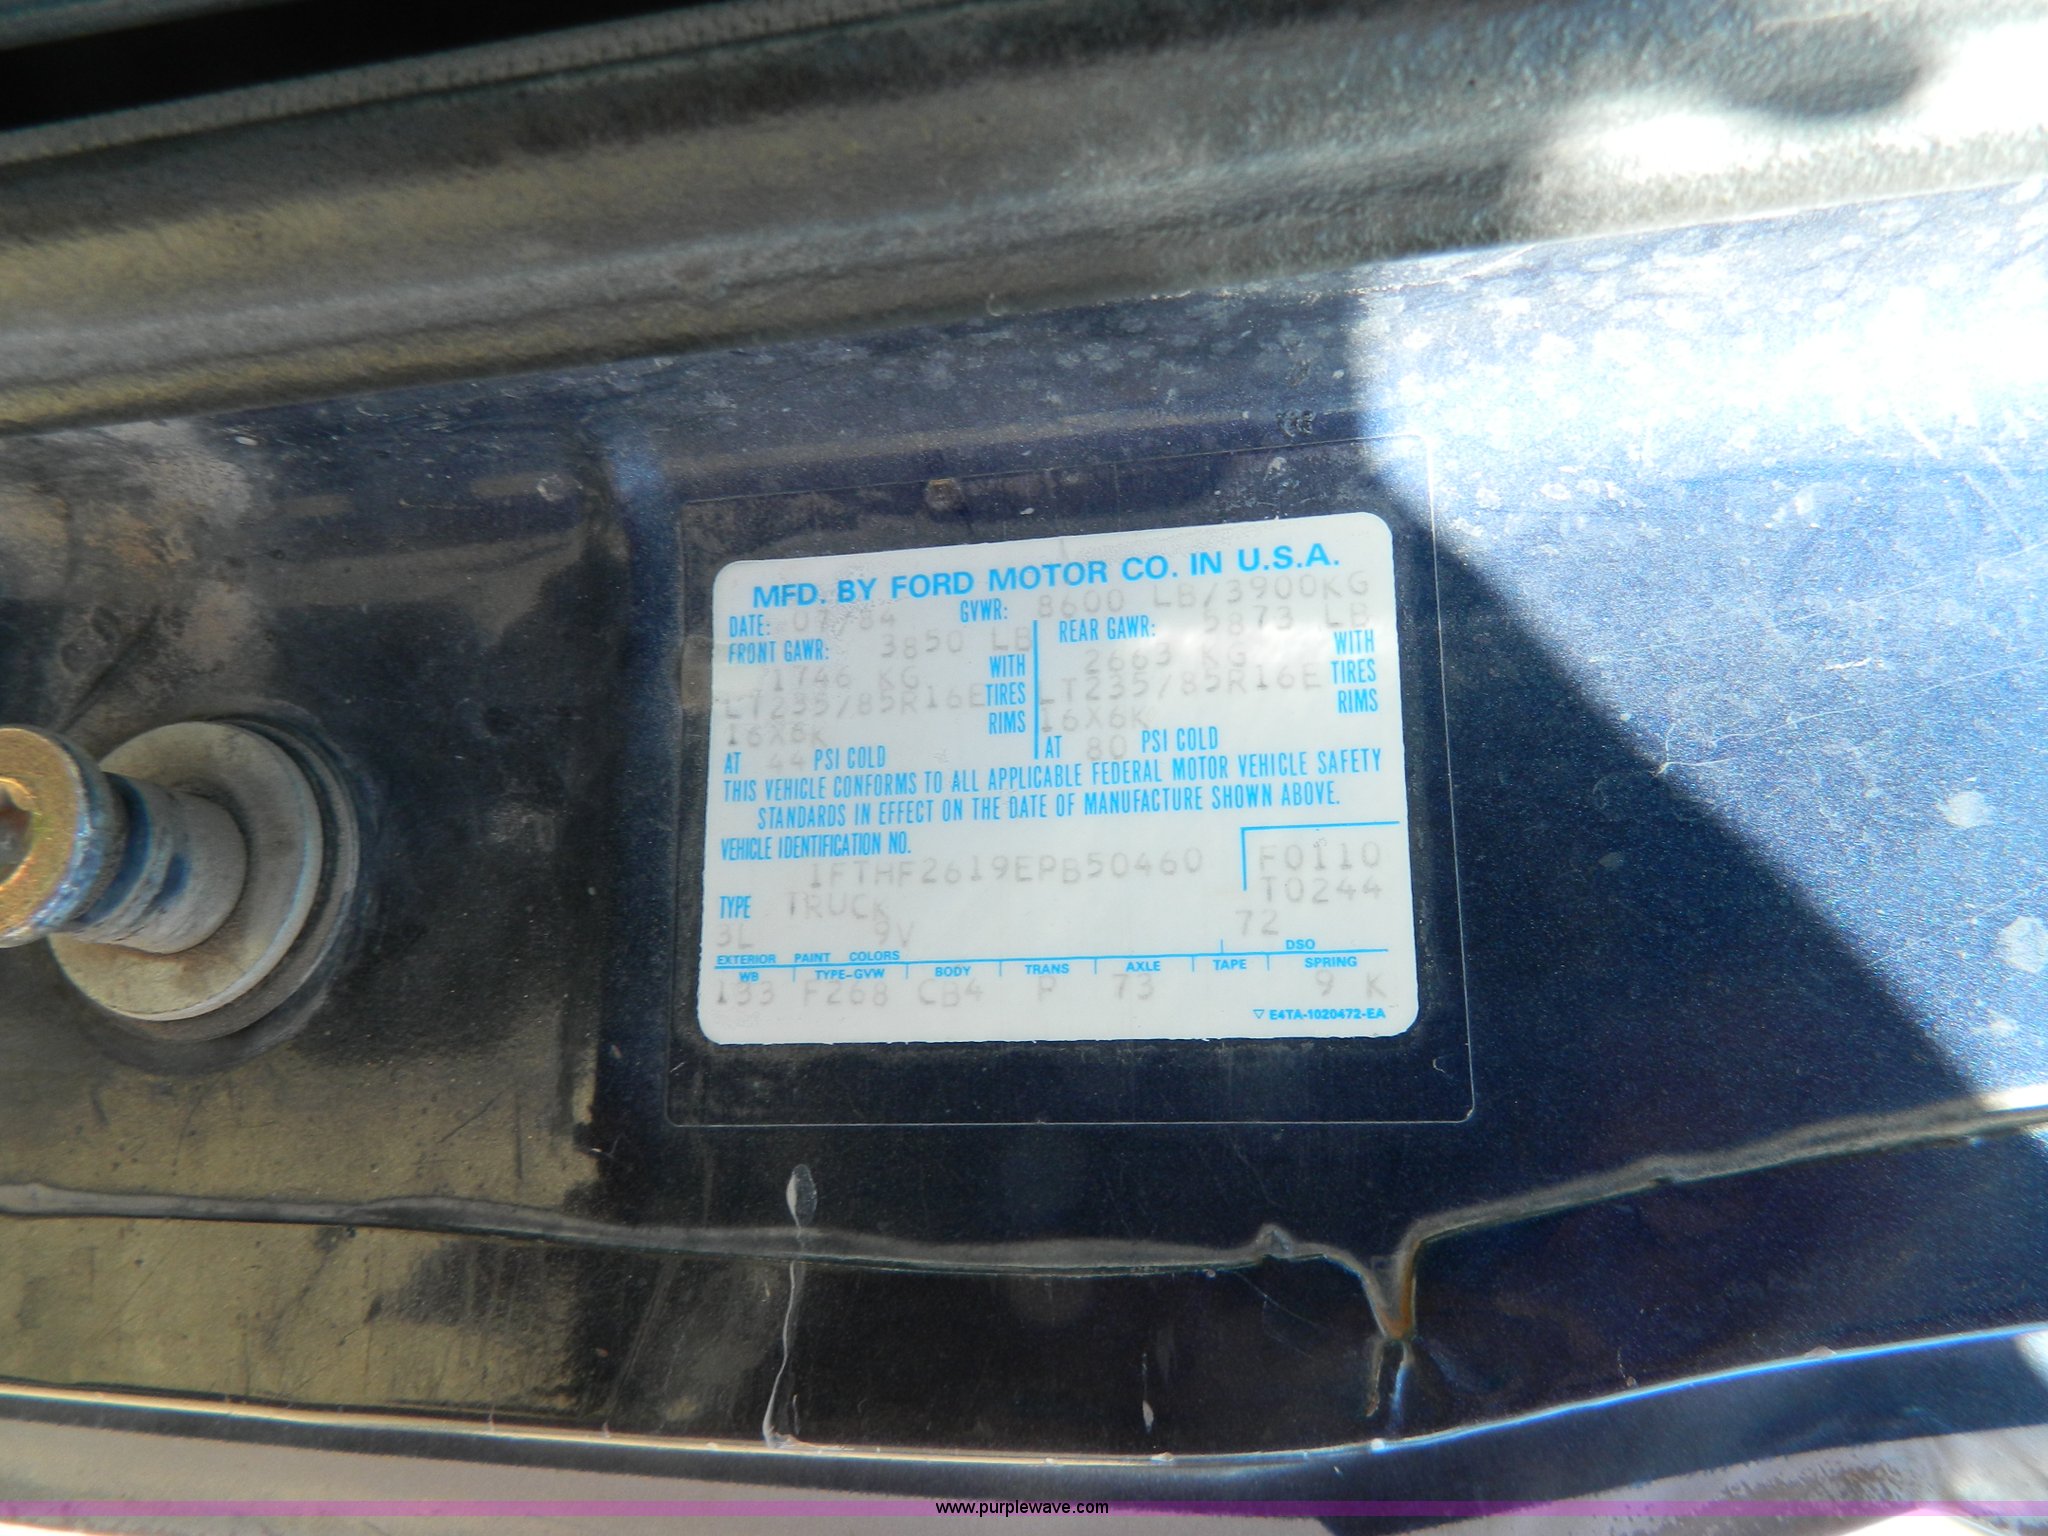 MFD. BY FORD MOTOR CO. IN U.S.A.
DATE: 07/84 GVWR: 8600 LB/3900KG
FRONT GAWR: 3850 LB REAR GAWR: 5873 LB
1746 KG WITH 2663 KG WITH
LT235/85R16E TIRES LT235/85R16E TIRES
16X6K RIMS 16X6K RIMS
AT 44 PSI COLD AT 80 PSI COLD
THIS VEHICLE CONFORMS TO ALL APPLICABLE FEDERAL MOTOR VEHICLE SAFETY
STANDARDS IN EFFECT ON THE DATE OF MANUFACTURE SHOWN ABOVE.
VEHICLE IDENTIFICATION NO.
1FTHF2619EPB50460 F0110
TYPE TRUCK T0244
3L 9V 72
EXTERIOR PAINT COLORS DSO
WB TYPE-GVW BODY TRANS AXLE TAPE SPRING
133 F268 CB4 P 73 9 K
▽ E4TA-1020472-EA
www.purplewave.com